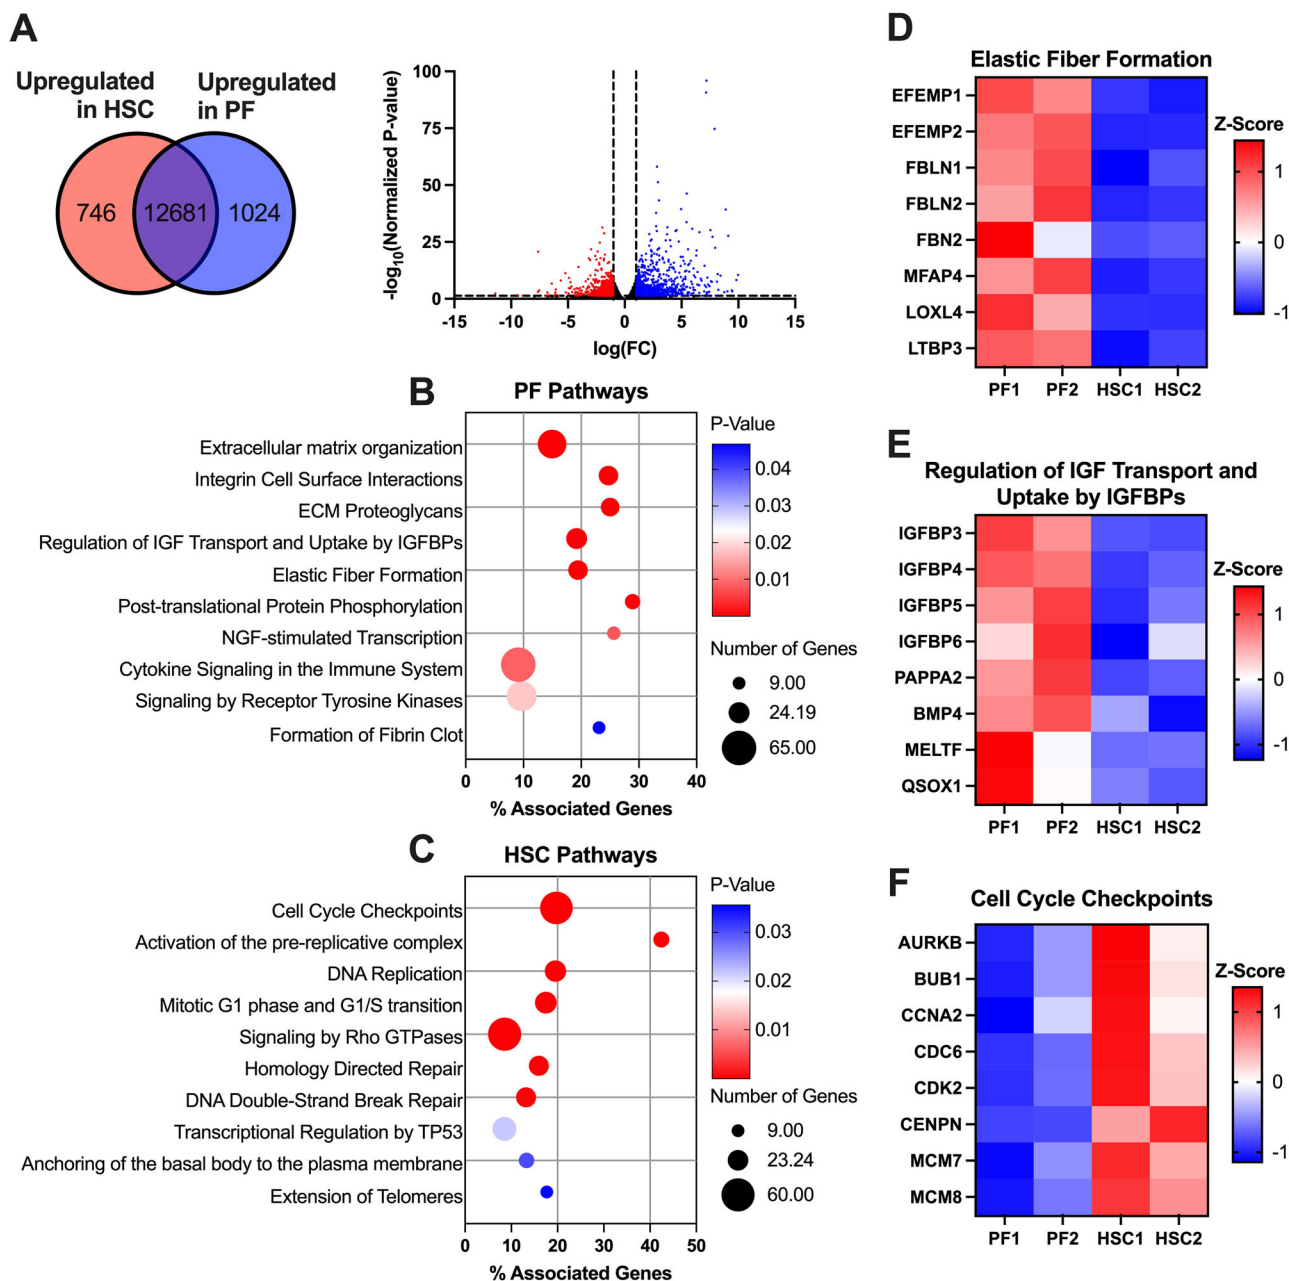 A
Upregulated
in HSC
Upregulated
in PF
746
12681
1024
-log10(Normalized P-value)
100
75
50
25
0
-15
-10
-5
0
5
10
15
log(FC)
B
PF Pathways
Extracellular matrix organization
Integrin Cell Surface Interactions
ECM Proteoglycans
Regulation of IGF Transport and Uptake by IGFBPs
Elastic Fiber Formation
Post-translational Protein Phosphorylation
NGF-stimulated Transcription
Cytokine Signaling in the Immune System
Signaling by Receptor Tyrosine Kinases
Formation of Fibrin Clot
0
10
20
30
40
% Associated Genes
P-Value
0.04
0.03
0.02
0.01
Number of Genes
9.00
24.19
65.00
C
HSC Pathways
Cell Cycle Checkpoints
Activation of the pre-replicative complex
DNA Replication
Mitotic G1 phase and G1/S transition
Signaling by Rho GTPases
Homology Directed Repair
DNA Double-Strand Break Repair
Transcriptional Regulation by TP53
Anchoring of the basal body to the plasma membrane
Extension of Telomeres
0
10
20
30
40
50
% Associated Genes
P-Value
0.03
0.02
0.01
Number of Genes
9.00
23.24
60.00
D
Elastic Fiber Formation
EFEMP1
EFEMP2
FBLN1
FBLN2
FBN2
MFAP4
LOXL4
LTBP3
PF1
PF2
HSC1
HSC2
Z-Score
1
0
-1
E
Regulation of IGF Transport and
Uptake by IGFBPs
IGFBP3
IGFBP4
IGFBP5
IGFBP6
PAPPA2
BMP4
MELTF
QSOX1
PF1
PF2
HSC1
HSC2
Z-Score
1
0
-1
F
Cell Cycle Checkpoints
AURKB
BUB1
CCNA2
CDC6
CDK2
CENPN
MCM7
MCM8
PF1
PF2
HSC1
HSC2
Z-Score
1
0
-1